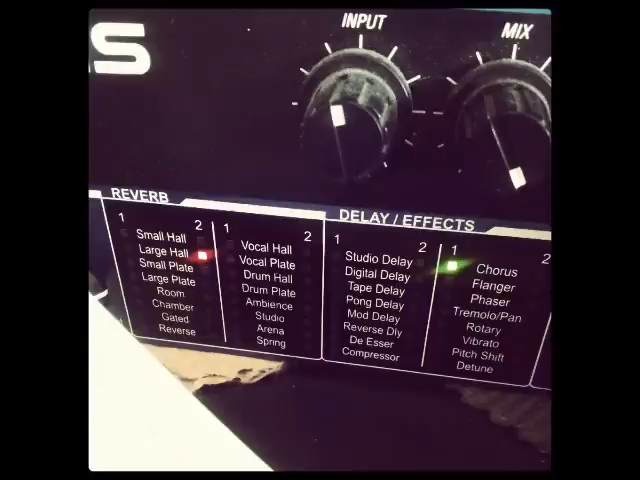 S
INPUT
MIX
REVERB
1 2
Small Hall
Large Hall
Small Plate
Large Plate
Room
Chamber
Gated
Reverse
1 2
Vocal Hall
Vocal Plate
Drum Hall
Drum Plate
Ambience
Studio
Arena
Spring
DELAY / EFFECTS
1 2
Studio Delay
Digital Delay
Tape Delay
Pong Delay
Mod Delay
Reverse Dly
De Esser
Compressor
1 2
Chorus
Flanger
Phaser
Tremolo/Pan
Rotary
Vibrato
Pitch Shift
Detune